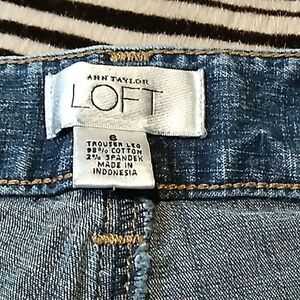 ANN TAYLOR
LOFT
6
TROUSER LEG
98% COTTON
2% SPANDEX
MADE IN
INDONESIA